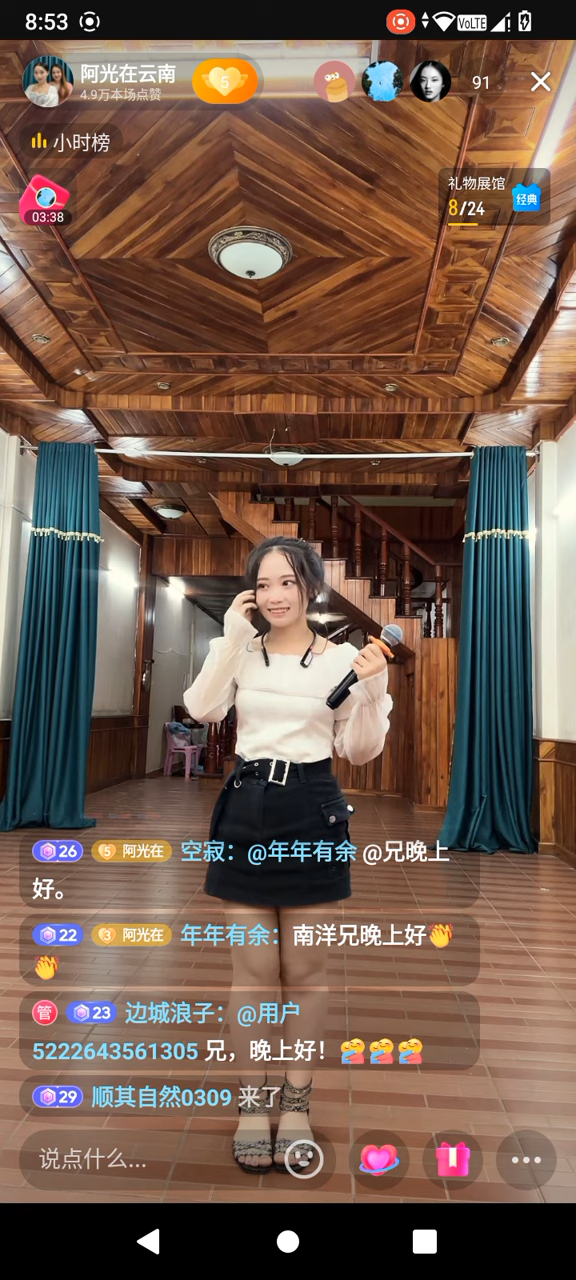 8:53
VoLTE
阿光在云南
4.9万本场点赞
5
91
小时榜
03:38
礼物展馆
8/24
经典
26 5 阿光在 空寂：@年年有余 @兄晚上
好。
22 3 阿光在 年年有余：南洋兄晚上好👏
👏
管 23 边城浪子：@用户
5222643561305 兄，晚上好！🫂🫂🫂
29 顺其自然0309 来了
说点什么...